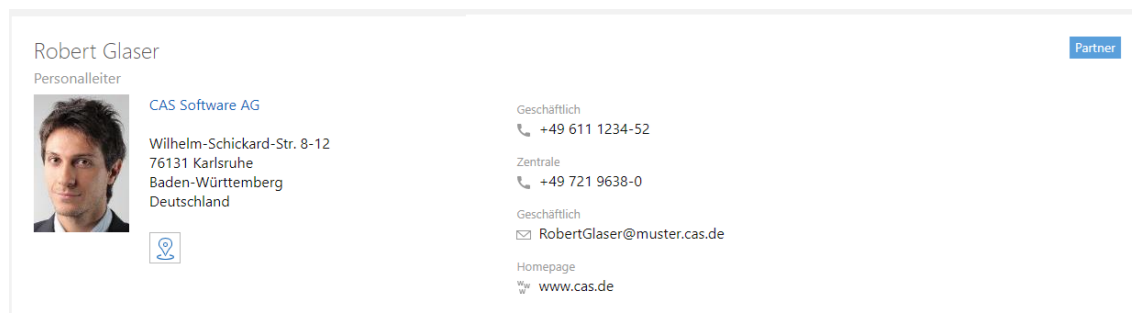 Robert Glaser
Partner
Personalleiter
CAS Software AG
Wilhelm-Schickard-Str. 8-12
76131 Karlsruhe
Baden-Württemberg
Deutschland
Geschäftlich
+49 611 1234-52
Zentrale
+49 721 9638-0
Geschäftlich
RobertGlaser@muster.cas.de
Homepage
www.cas.de